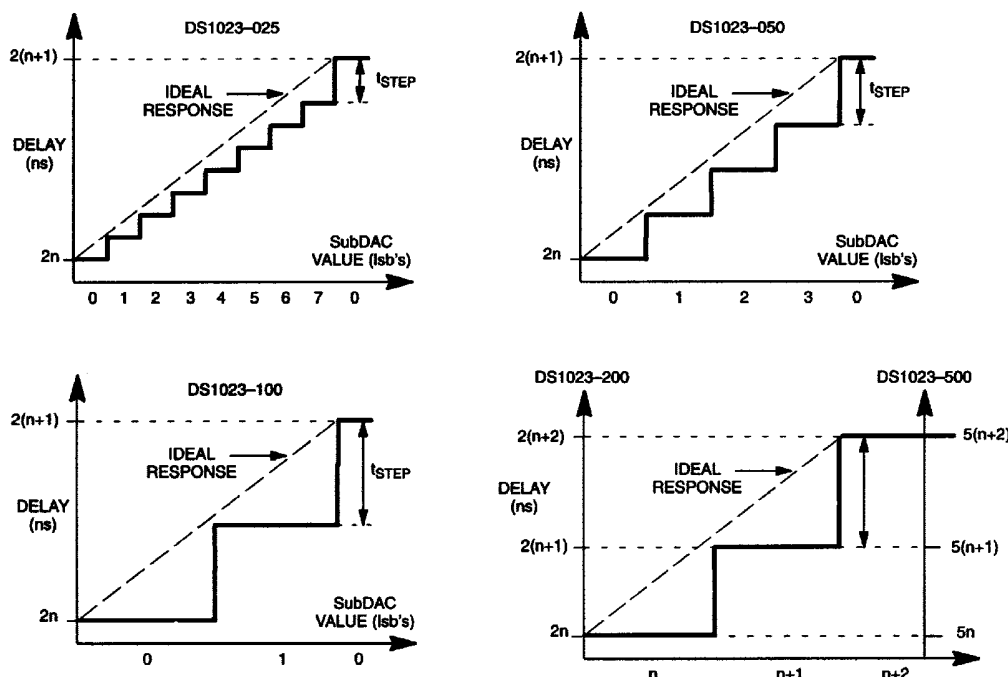 DS1023–025
2(n+1)
IDEAL
RESPONSE
tSTEP
DELAY
(ns)
2n
SubDAC
VALUE (lsb's)
0 1 2 3 4 5 6 7 0
DS1023–050
2(n+1)
IDEAL
RESPONSE
tSTEP
DELAY
(ns)
2n
SubDAC
VALUE (lsb's)
0 1 2 3 0
DS1023–100
2(n+1)
IDEAL
RESPONSE
tSTEP
DELAY
(ns)
2n
SubDAC
VALUE (lsb's)
0 1 0
DS1023–200 DS1023–500
2(n+2) 5(n+2)
IDEAL
RESPONSE
DELAY
(ns)
2(n+1) 5(n+1)
2n 5n
n n+1 n+2